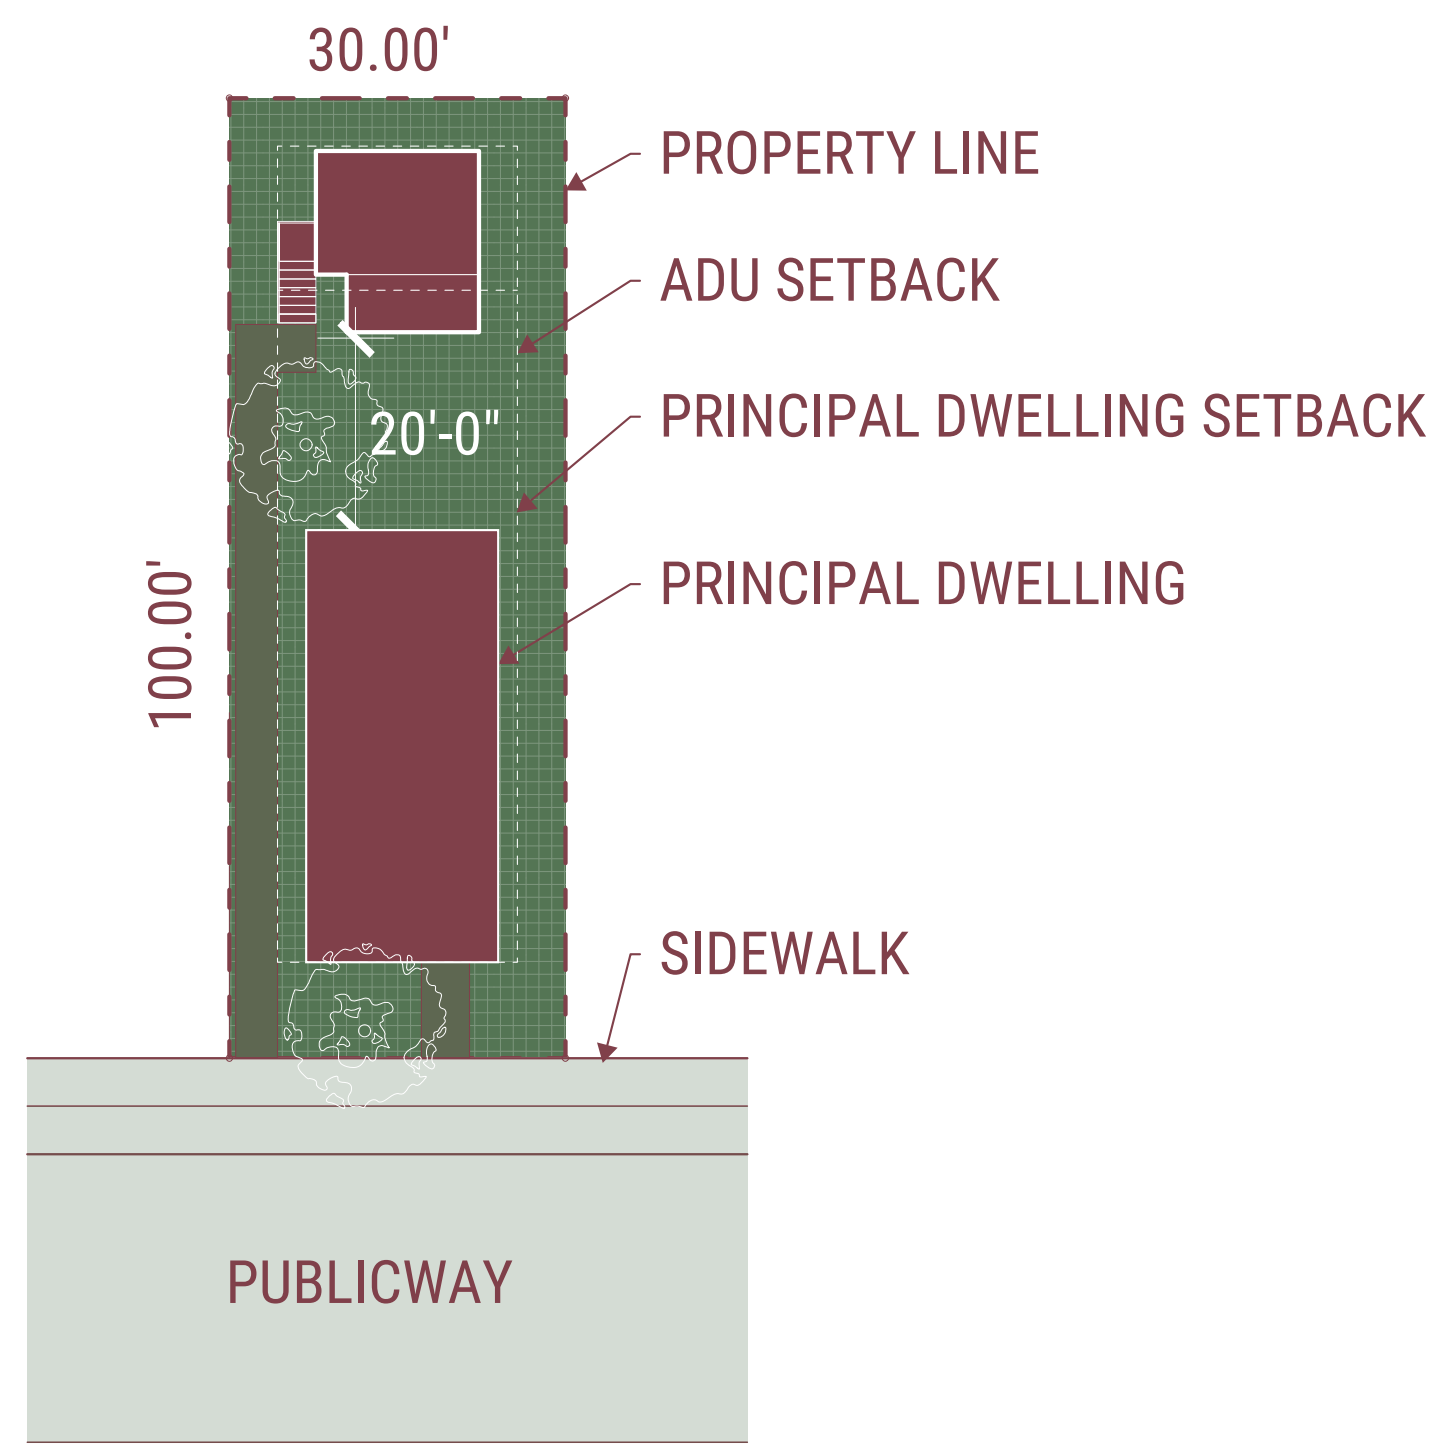 30.00'
PROPERTY LINE
ADU SETBACK
PRINCIPAL DWELLING SETBACK
20'-0"
PRINCIPAL DWELLING
100.00'
SIDEWALK
PUBLICWAY